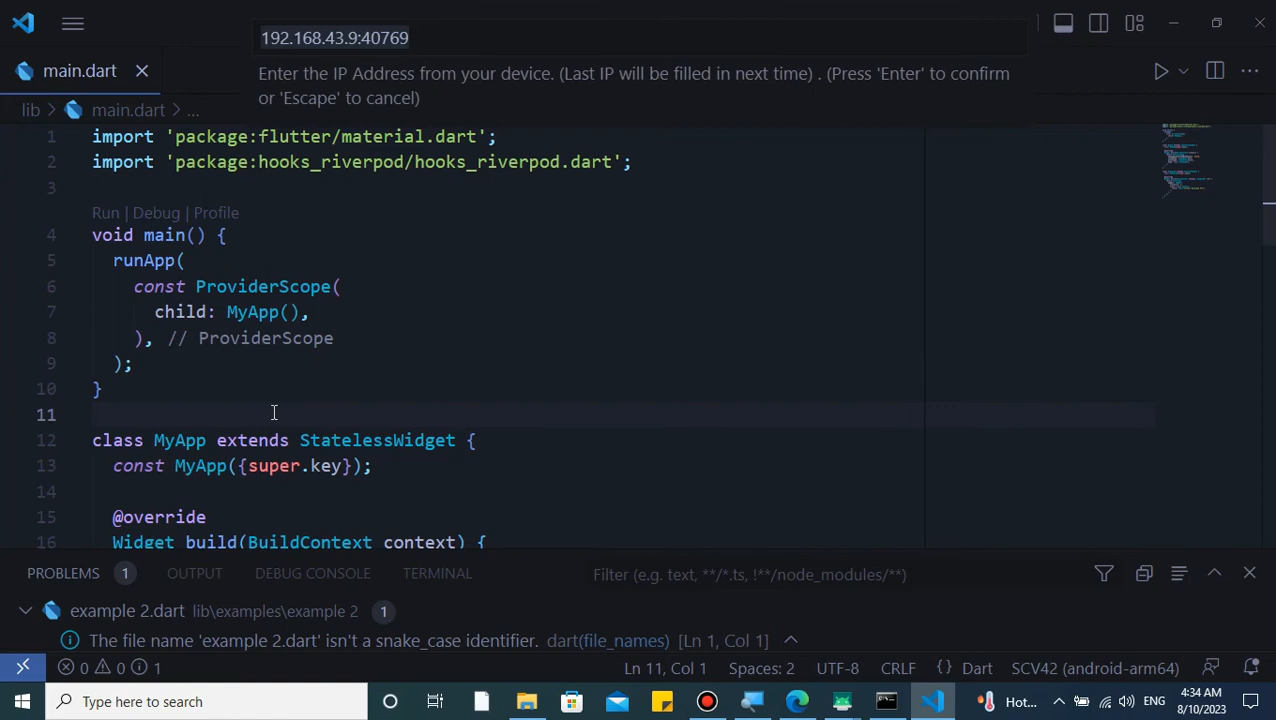 192.168.43.9:40769
Enter the IP Address from your device. (Last IP will be filled in next time) . (Press 'Enter' to confirm
or 'Escape' to cancel)
main.dart
lib > main.dart > ...
1 import 'package:flutter/material.dart';
2 import 'package:hooks_riverpod/hooks_riverpod.dart';
3
Run | Debug | Profile
4 void main() {
5 runApp(
6 const ProviderScope(
7 child: MyApp(),
8 ), // ProviderScope
9 );
10 }
11
12 class MyApp extends StatelessWidget {
13 const MyApp({super.key});
14
15 @override
16 Widget build(BuildContext context) {
PROBLEMS 1 OUTPUT DEBUG CONSOLE TERMINAL Filter (e.g. text, **/*.ts, !**/node_modules/**)
example 2.dart lib\examples\example 2 1
The file name 'example 2.dart' isn't a snake_case identifier. dart(file_names) [Ln 1, Col 1]
0 0 1 Ln 11, Col 1 Spaces: 2 UTF-8 CRLF {} Dart SCV42 (android-arm64)
Type here to search Hot... ENG 4:34 AM
8/10/2023